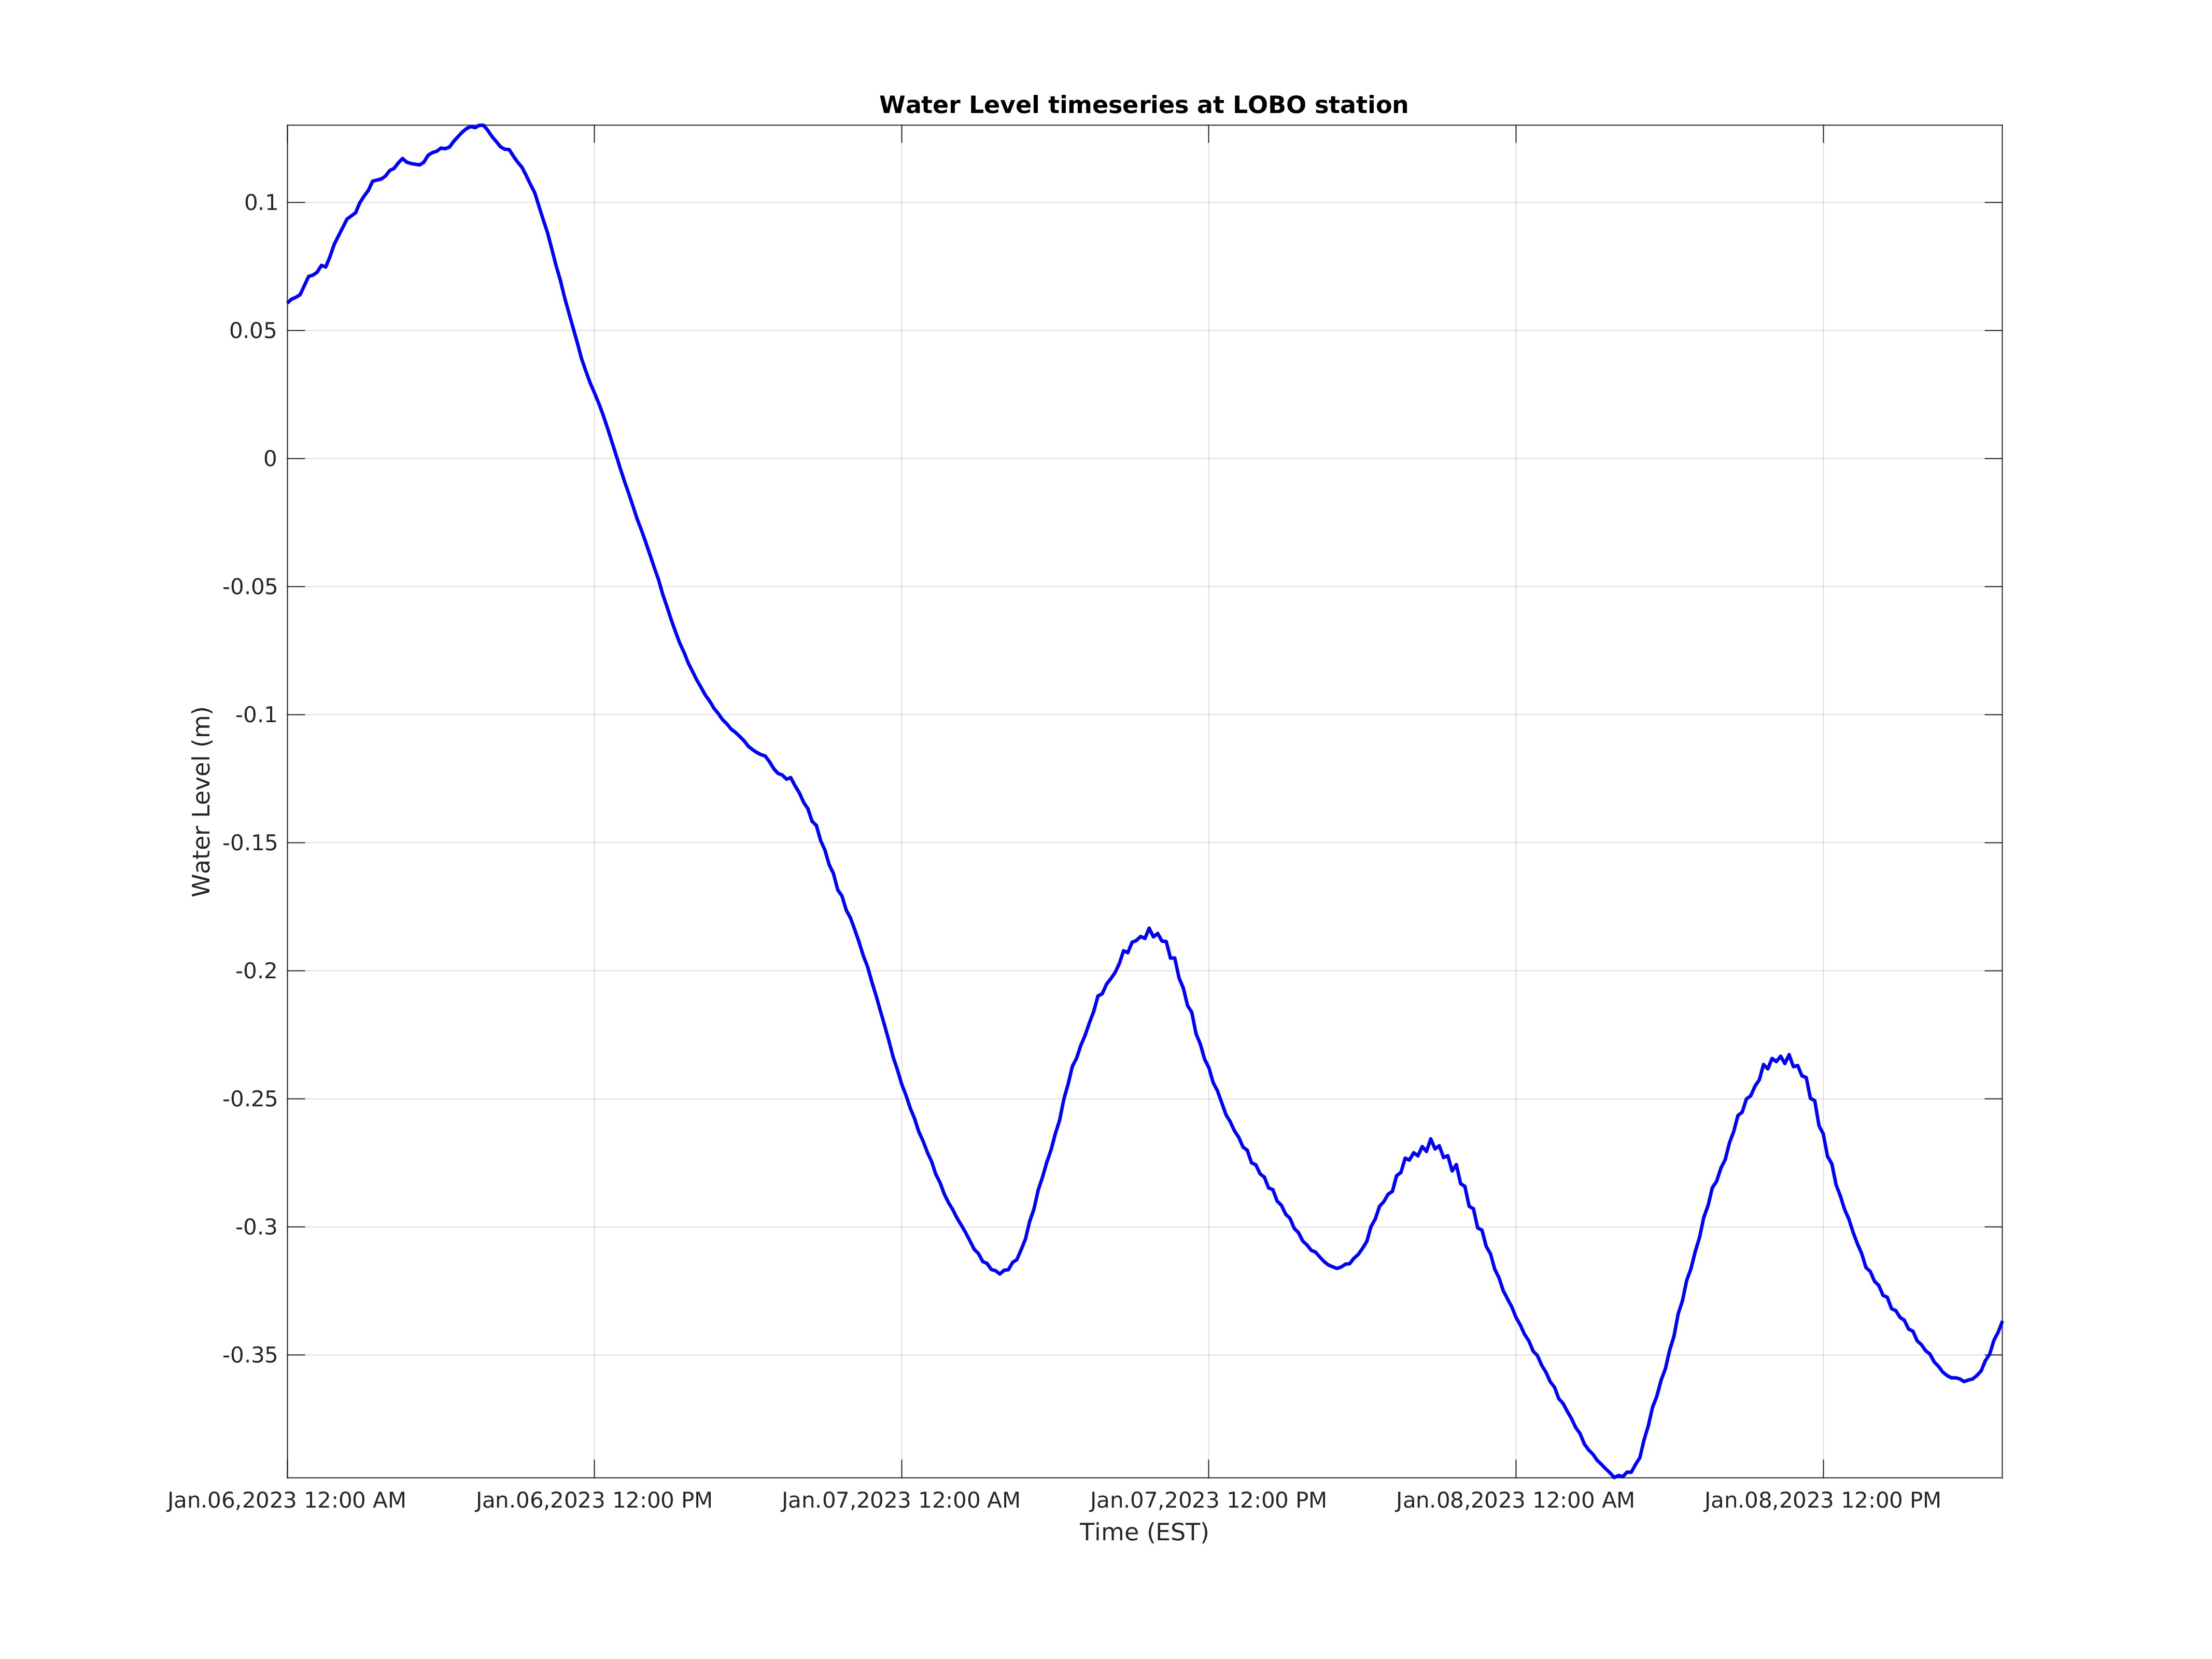 Water Level timeseries at LOBO station
0.1
0.05
0
-0.05
-0.1
-0.15
-0.2
-0.25
-0.3
-0.35
Water Level (m)
Jan.06,2023 12:00 AM Jan.06,2023 12:00 PM Jan.07,2023 12:00 AM Jan.07,2023 12:00 PM Jan.08,2023 12:00 AM Jan.08,2023 12:00 PM
Time (EST)